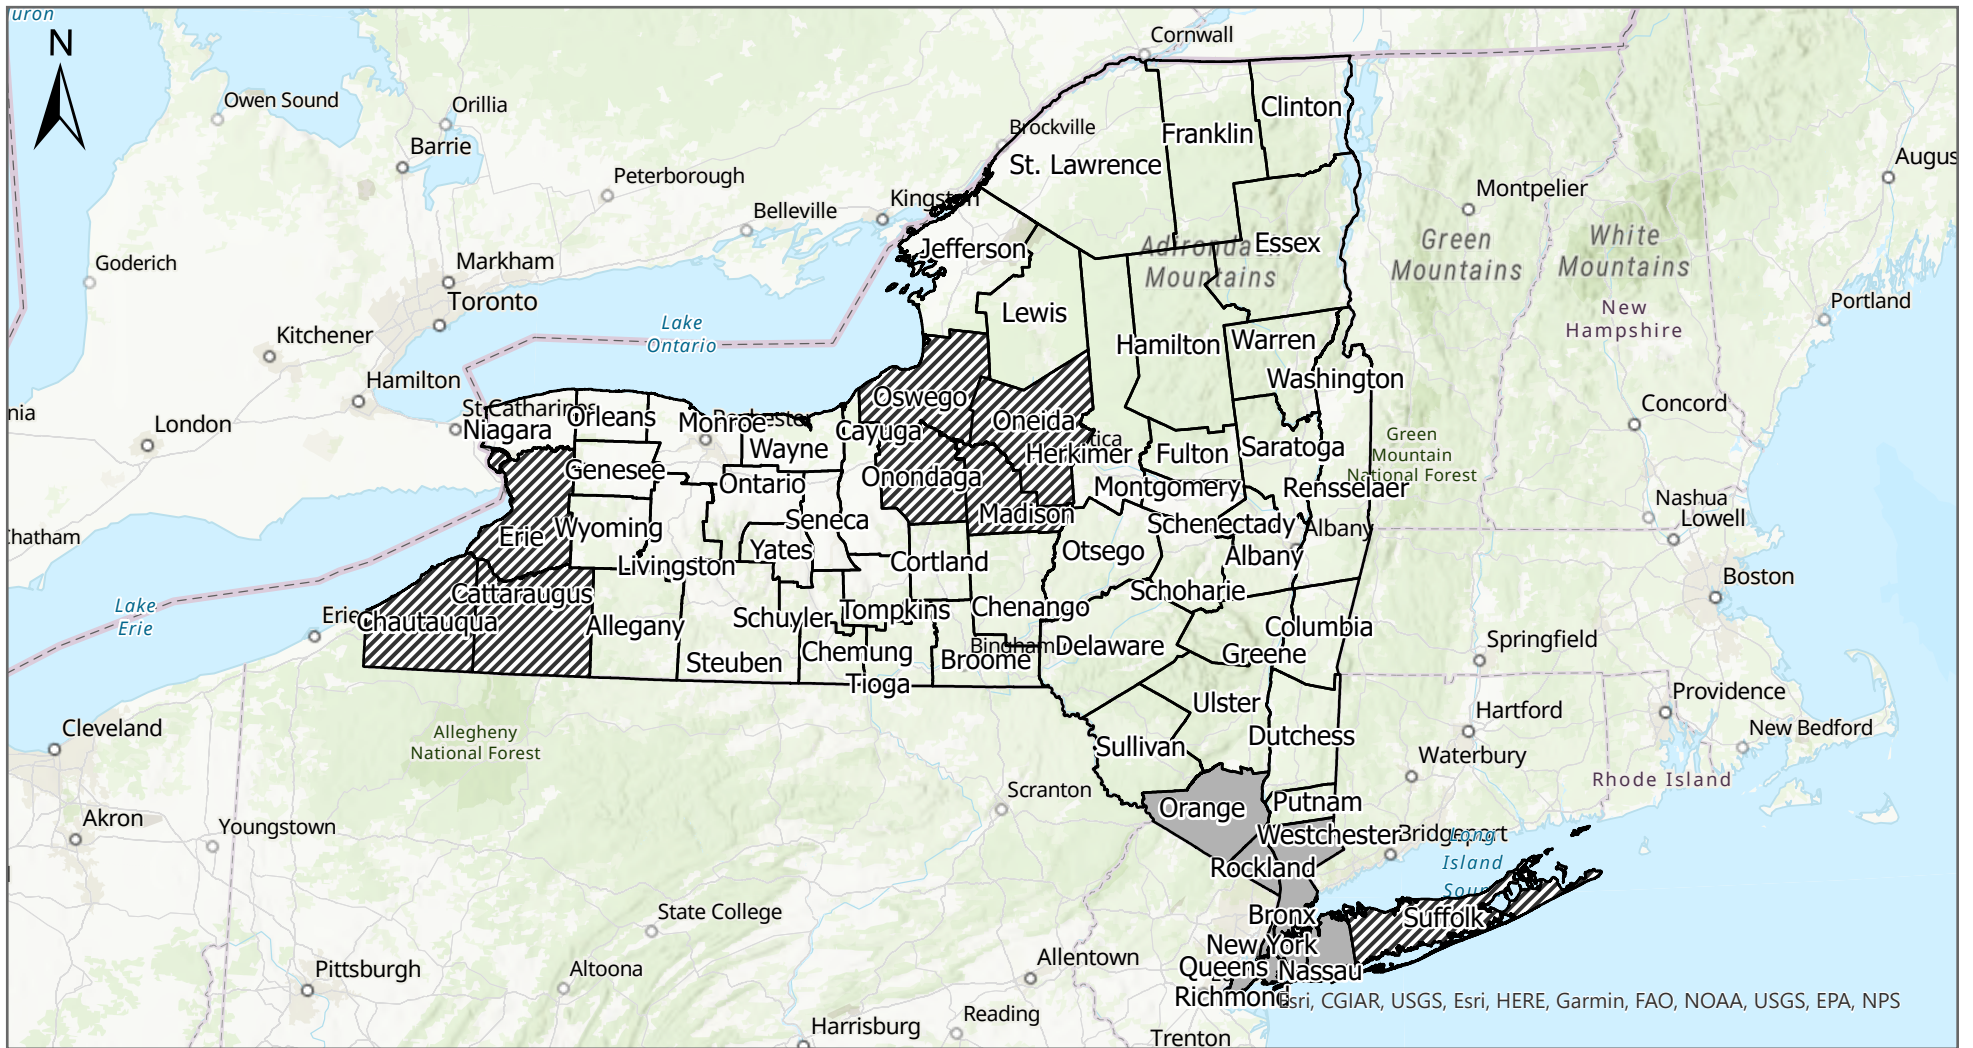 uron
N
Cornwall
Owen Sound
Orillia
Clinton
Brockville
Franklin
Barrie
St. Lawrence
Augus
Peterborough
Montpelier
Belleville
Kingston
Jefferson
Adirondack
Mountains
Essex
Green
Mountains
White
Mountains
Goderich
Markham
Toronto
Lewis
New
Hampshire
Portland
Lake
Ontario
Kitchener
Hamilton
Warren
Hamilton
Washington
Oswego
nia
St Catharines
Orleans
Monroe
Rochester
Concord
London
Niagara
Cayuga
Oneida
Wayne
tica
Herkimer
Fulton
Saratoga
Green
Mountain
National Forest
Genesee
Ontario
Onondaga
Montgomery
Rensselaer
Nashua
Lowell
Seneca
Madison
Schenectady
Albany
Chatham
Erie
Wyoming
Yates
Otsego
Albany
Livingston
Cortland
Boston
Cattaraugus
Schoharie
Lake
Erie
Erie
Chautauqua
Allegany
Schuyler
Tompkins
Chenango
Columbia
Springfield
Steuben
Chemung
Broome
Bingham
Delaware
Greene
Tioga
Providence
Ulster
Hartford
Cleveland
Allegheny
National Forest
Sullivan
Dutchess
New Bedford
Waterbury
Rhode Island
Scranton
Orange
Putnam
Akron
Youngstown
Westchester
Bridgeport
Long
Island
Sour
Rockland
State College
Bronx
Suffolk
New York
Pittsburgh
Altoona
Allentown
Queens
Nassau
Richmond
Esri, CGIAR, USGS, Esri, HERE, Garmin, FAO, NOAA, USGS, EPA, NPS
Harrisburg
Reading
Trenton